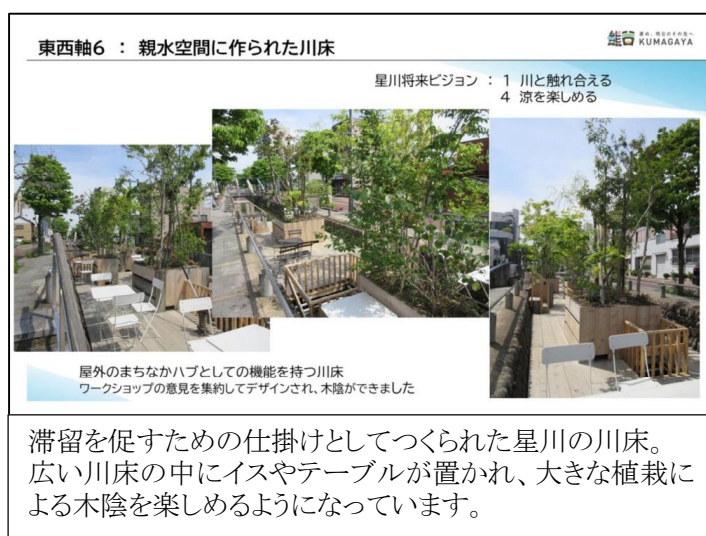 東西軸6 : 親水空間に作られた川床
KUMAGAYA
星川将来ビジョン : 1 川と触れ合える
4 涼を楽しめる
屋外のまちなかハブとしての機能を持つ川床
ワークショップの意見を集約してデザインされ、木陰ができました
滞留を促すための仕掛けとしてつくられた星川の川床。
広い川床の中にイスやテーブルが置かれ、大きな植栽に
よる木陰を楽しめるようになっています。